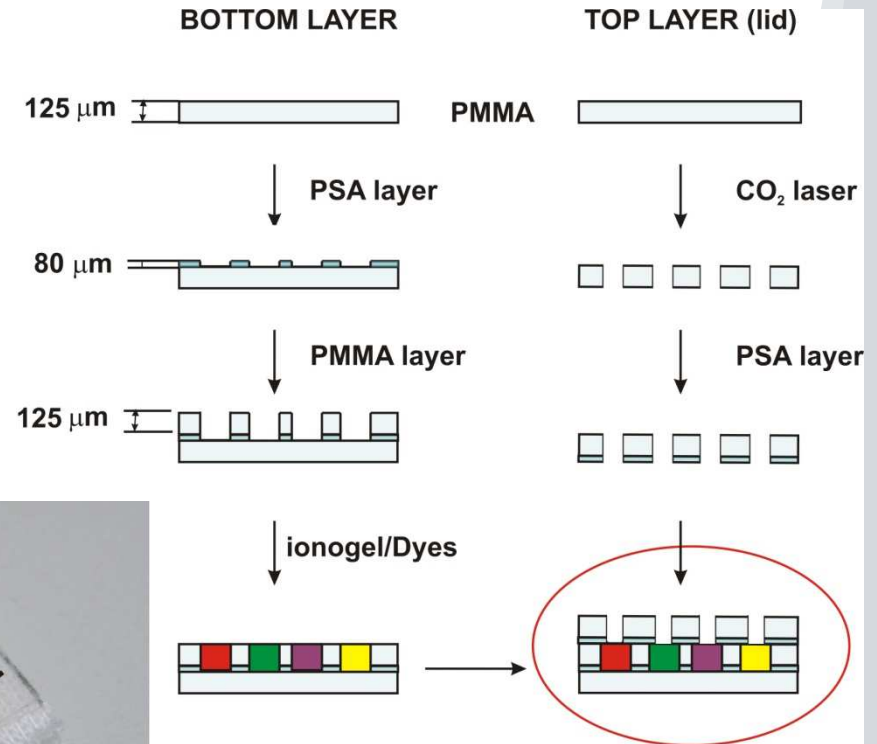 BOTTOM LAYER
TOP LAYER (lid)
125 μm
PMMA
PSA layer
CO₂ laser
80 μm
PMMA layer
PSA layer
125 μm
ionogel/Dyes